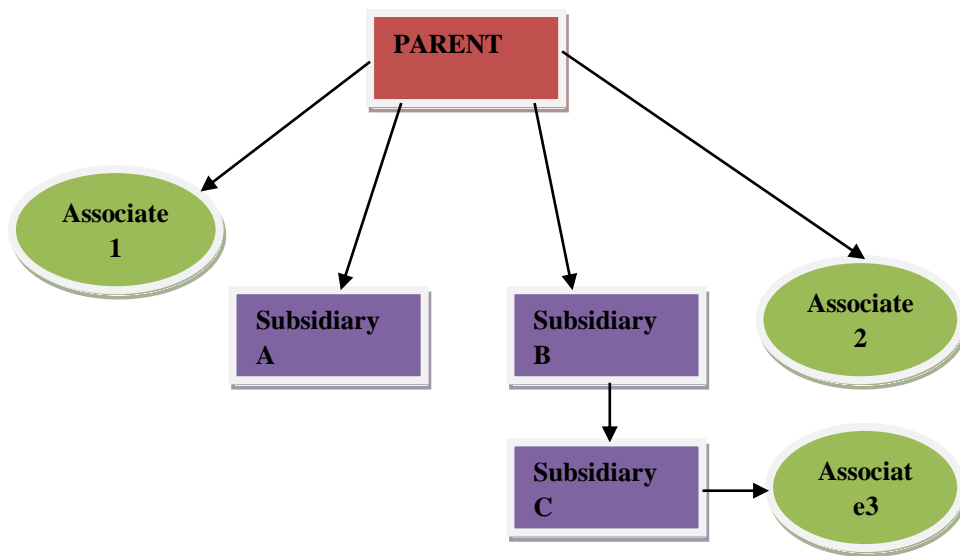 PARENT
Associate
1
Subsidiary
A
Subsidiary
B
Associate
2
Subsidiary
C
Associat
e3